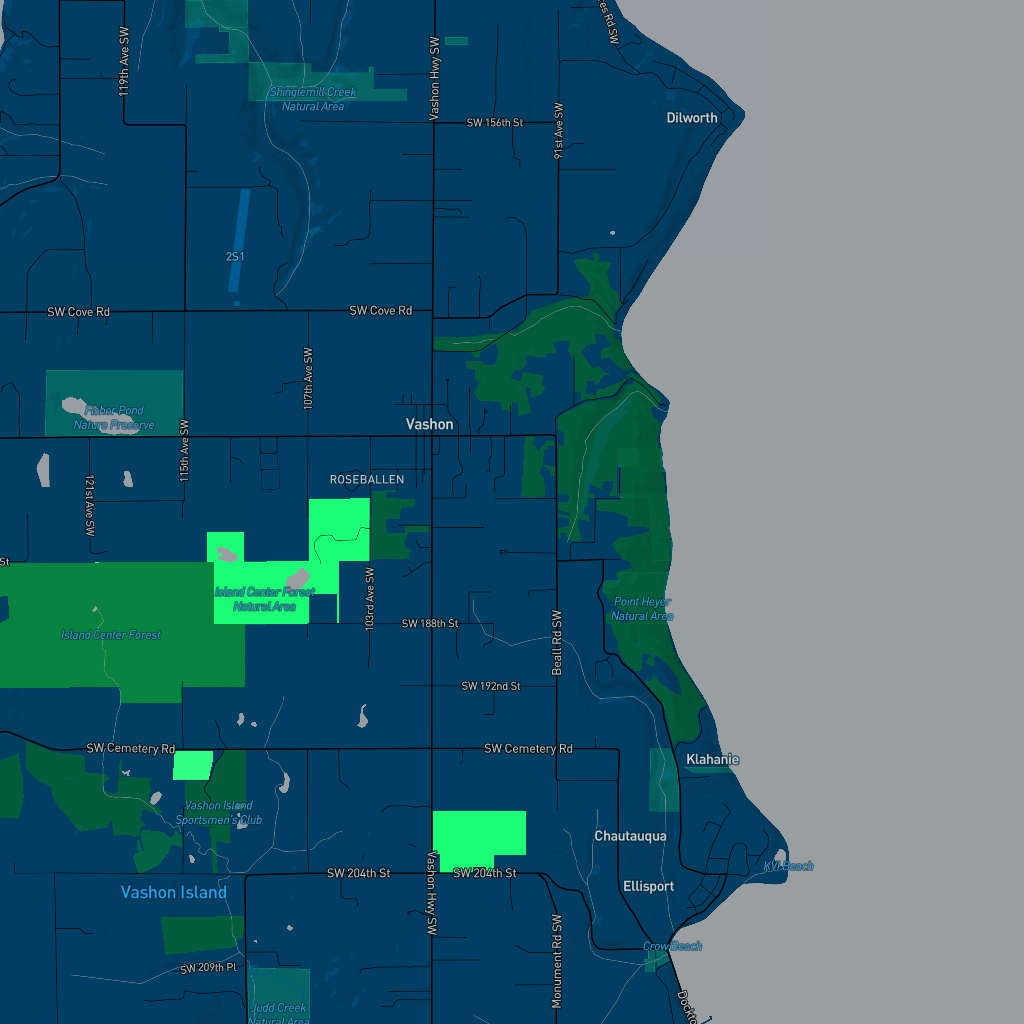 119th Ave SW
Vashon Hwy SW
res Rd SW
Shinglemill Creek
Natural Area
SW 156th St
91st Ave SW
Dilworth
2S1
SW Cove Rd
SW Cove Rd
107th Ave SW
Fisher Pond
Nature Preserve
115th Ave SW
Vashon
ROSEBALLEN
121st Ave SW
St
Island Center Forest
Natural Area
103rd Ave SW
Point Heyer
Natural Area
Island Center Forest
SW 188th St
Beall Rd SW
SW 192nd St
SW Cemetery Rd
SW Cemetery Rd
Klahanie
Vashon Island
Sportsmen's Club
Chautauqua
KVI Beach
SW 204th St
SW 204th St
Vashon Hwy SW
Ellisport
Vashon Island
Monument Rd SW
Crow Beach
SW 209th Pl
Judd Creek
Natural Area
Dockto